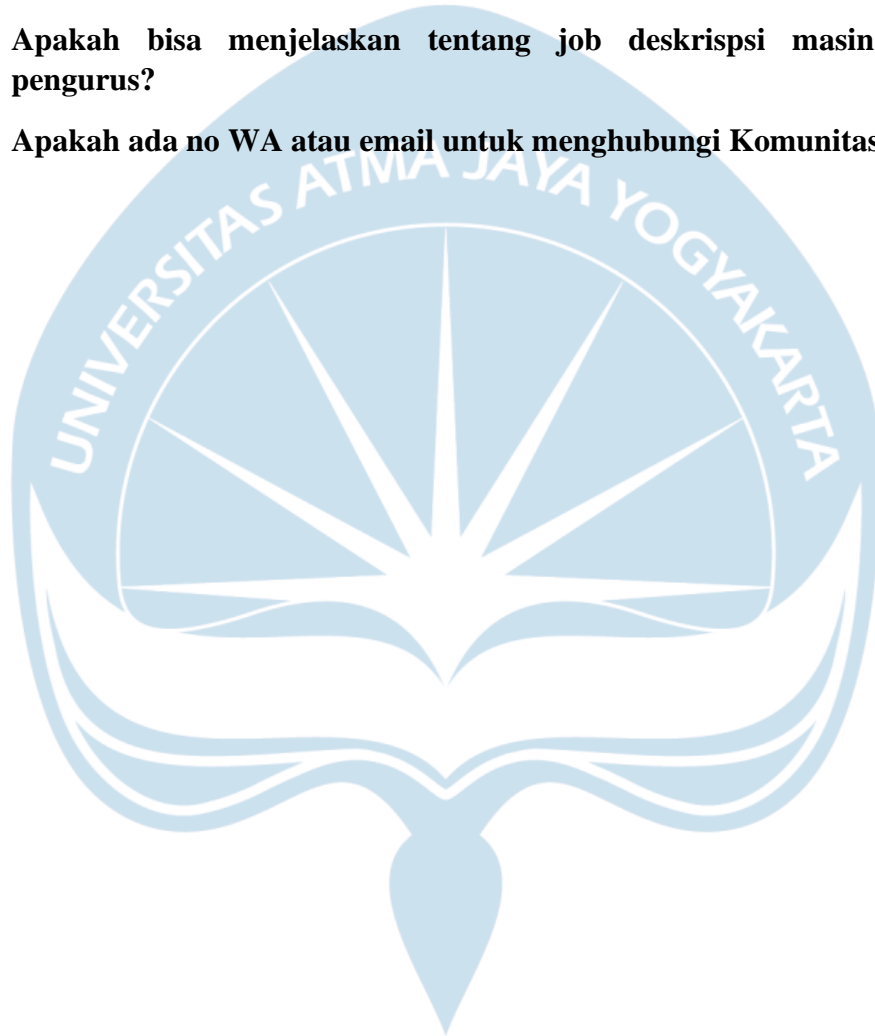 Apakah bisa menjelaskan tentang job deskrispsi masin
pengurus?
Apakah ada no WA atau email untuk menghubungi Komunitas
UNIVERSITAS ATMA JAYA YOGYAKARTA